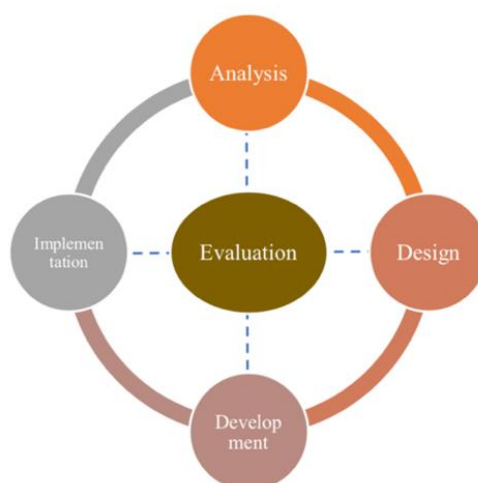 Analysis
Implemen
tation
Evaluation
Design
Develop
ment